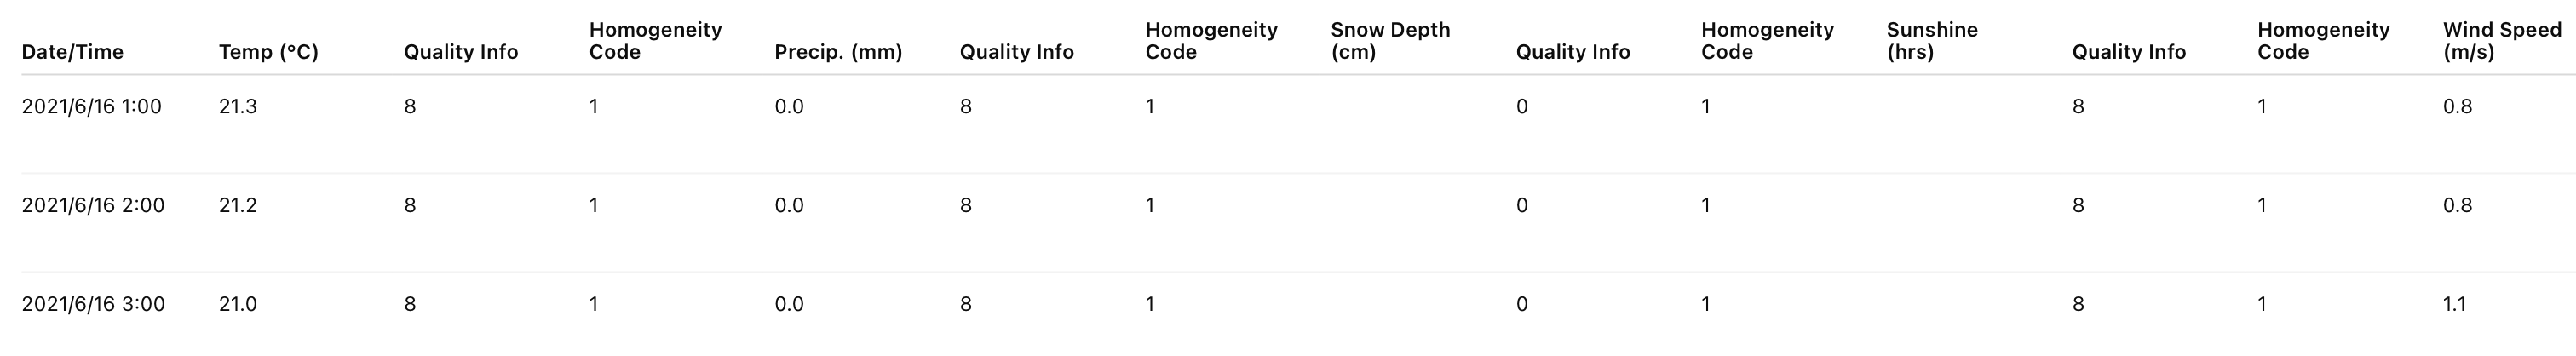 Date/Time Temp (°C) Quality Info Homogeneity Code Precip. (mm) Quality Info Homogeneity Code Snow Depth (cm) Quality Info Homogeneity Code Sunshine (hrs) Quality Info Homogeneity Code Wind Speed (m/s)
2021/6/16 1:00 21.3 8 1 0.0 8 1 0 1 8 1 0.8
2021/6/16 2:00 21.2 8 1 0.0 8 1 0 1 8 1 0.8
2021/6/16 3:00 21.0 8 1 0.0 8 1 0 1 8 1 1.1